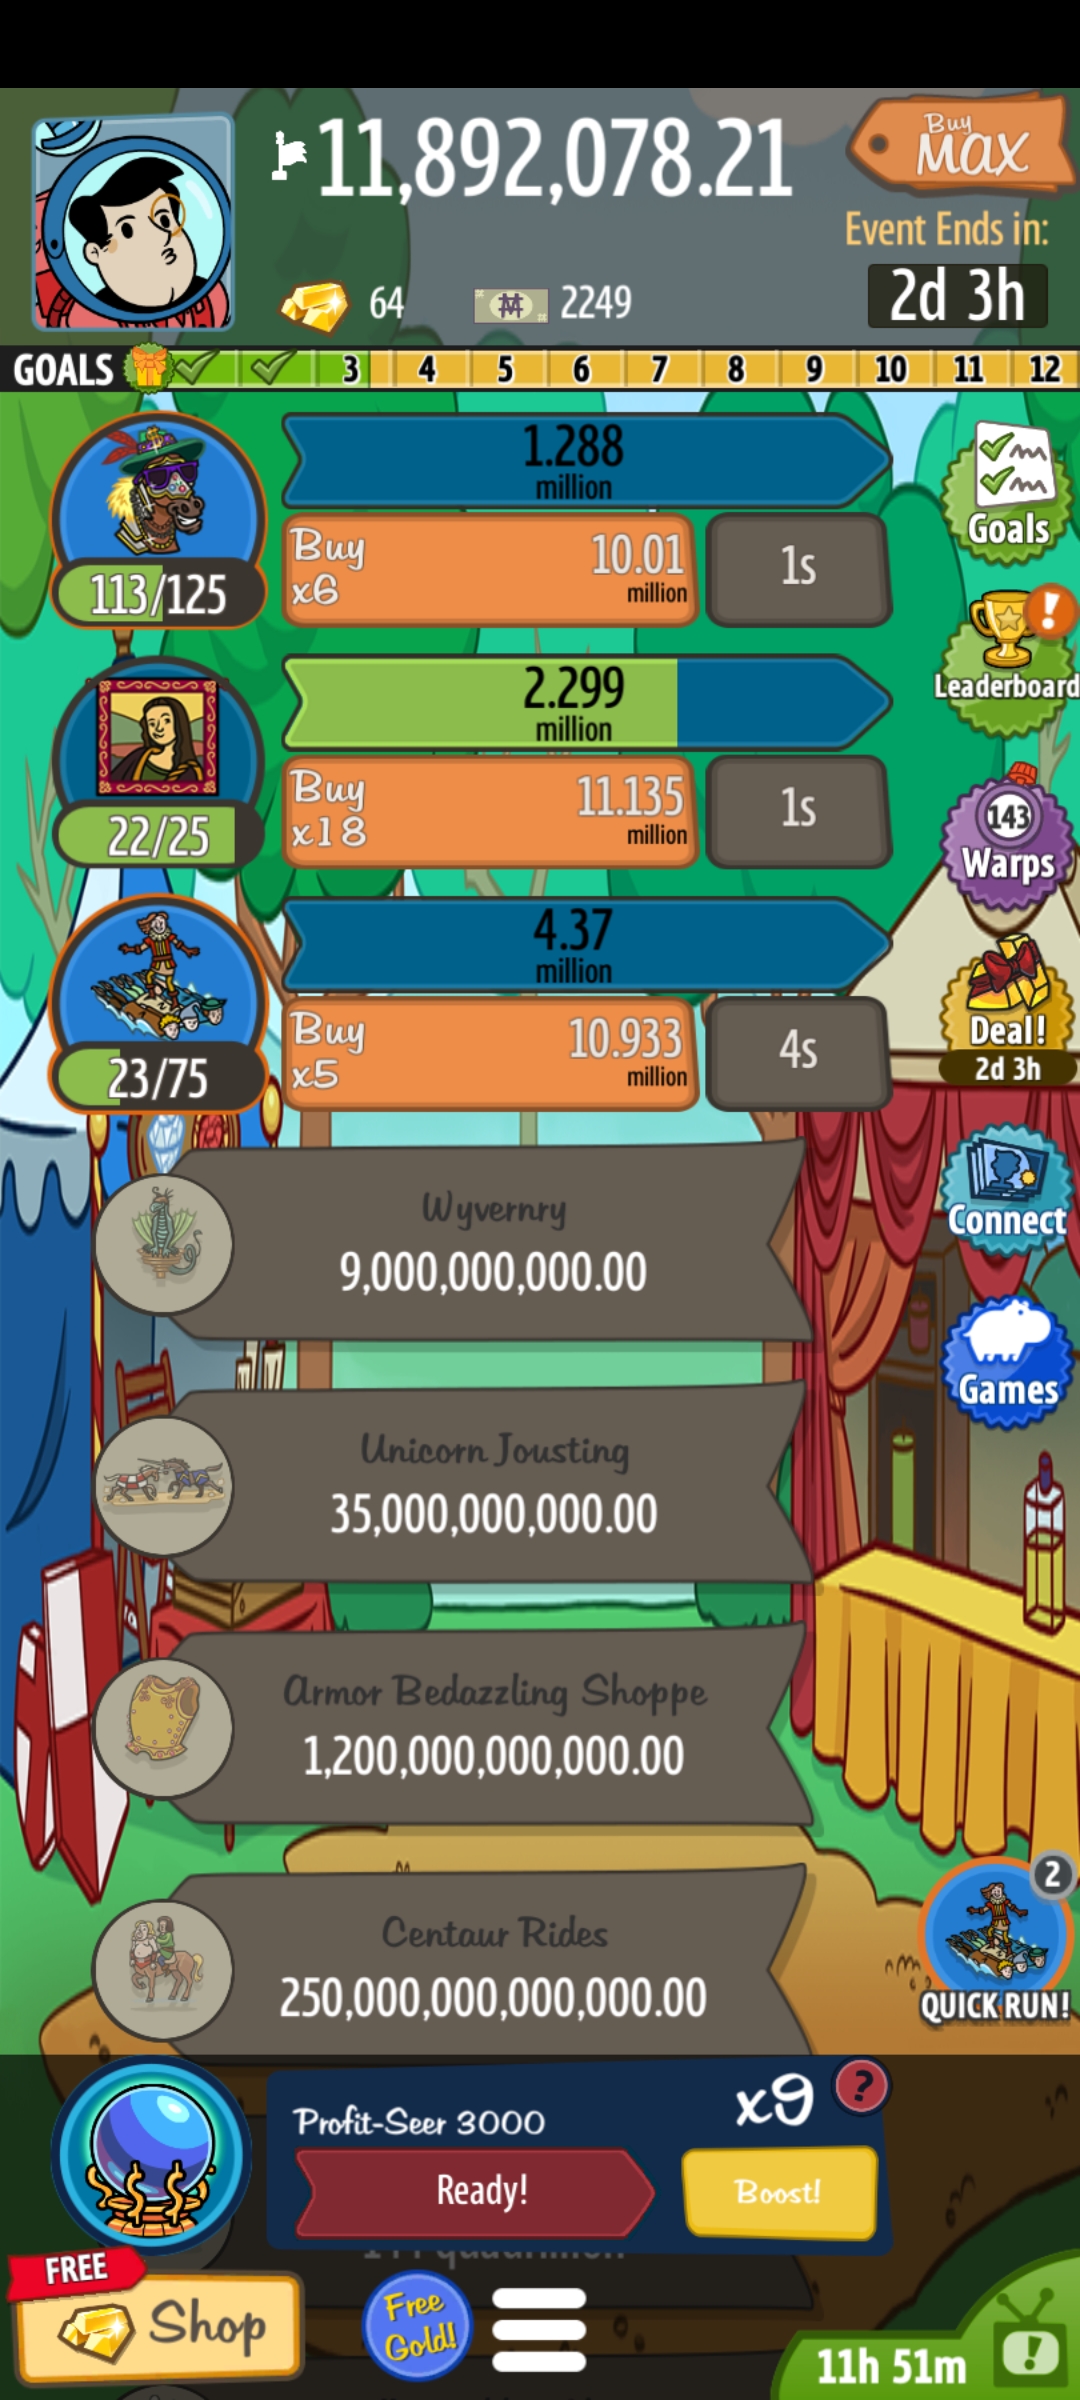 11,892,078.21
Buy
MAX
Event Ends in:
2d 3h
64
2249
GOALS 3 4 5 6 7 8 9 10 11 12
1.288
million
Buy
x6
10.01
million
1s
113/125
Goals
2.299
million
Buy
x18
11.135
million
1s
22/25
Leaderboard
143
Warps
4.37
million
Buy
x5
10.933
million
4s
23/75
Deal!
2d 3h
Wyvernry
9,000,000,000.00
Connect
Unicorn Jousting
35,000,000,000.00
Games
Armor Bedazzling Shoppe
1,200,000,000,000.00
Centaur Rides
250,000,000,000,000.00
2
QUICK RUN!
Profit-Seer 3000
x9
?
Ready!
Boost!
FREE
Shop
Free
Gold!
11h 51m